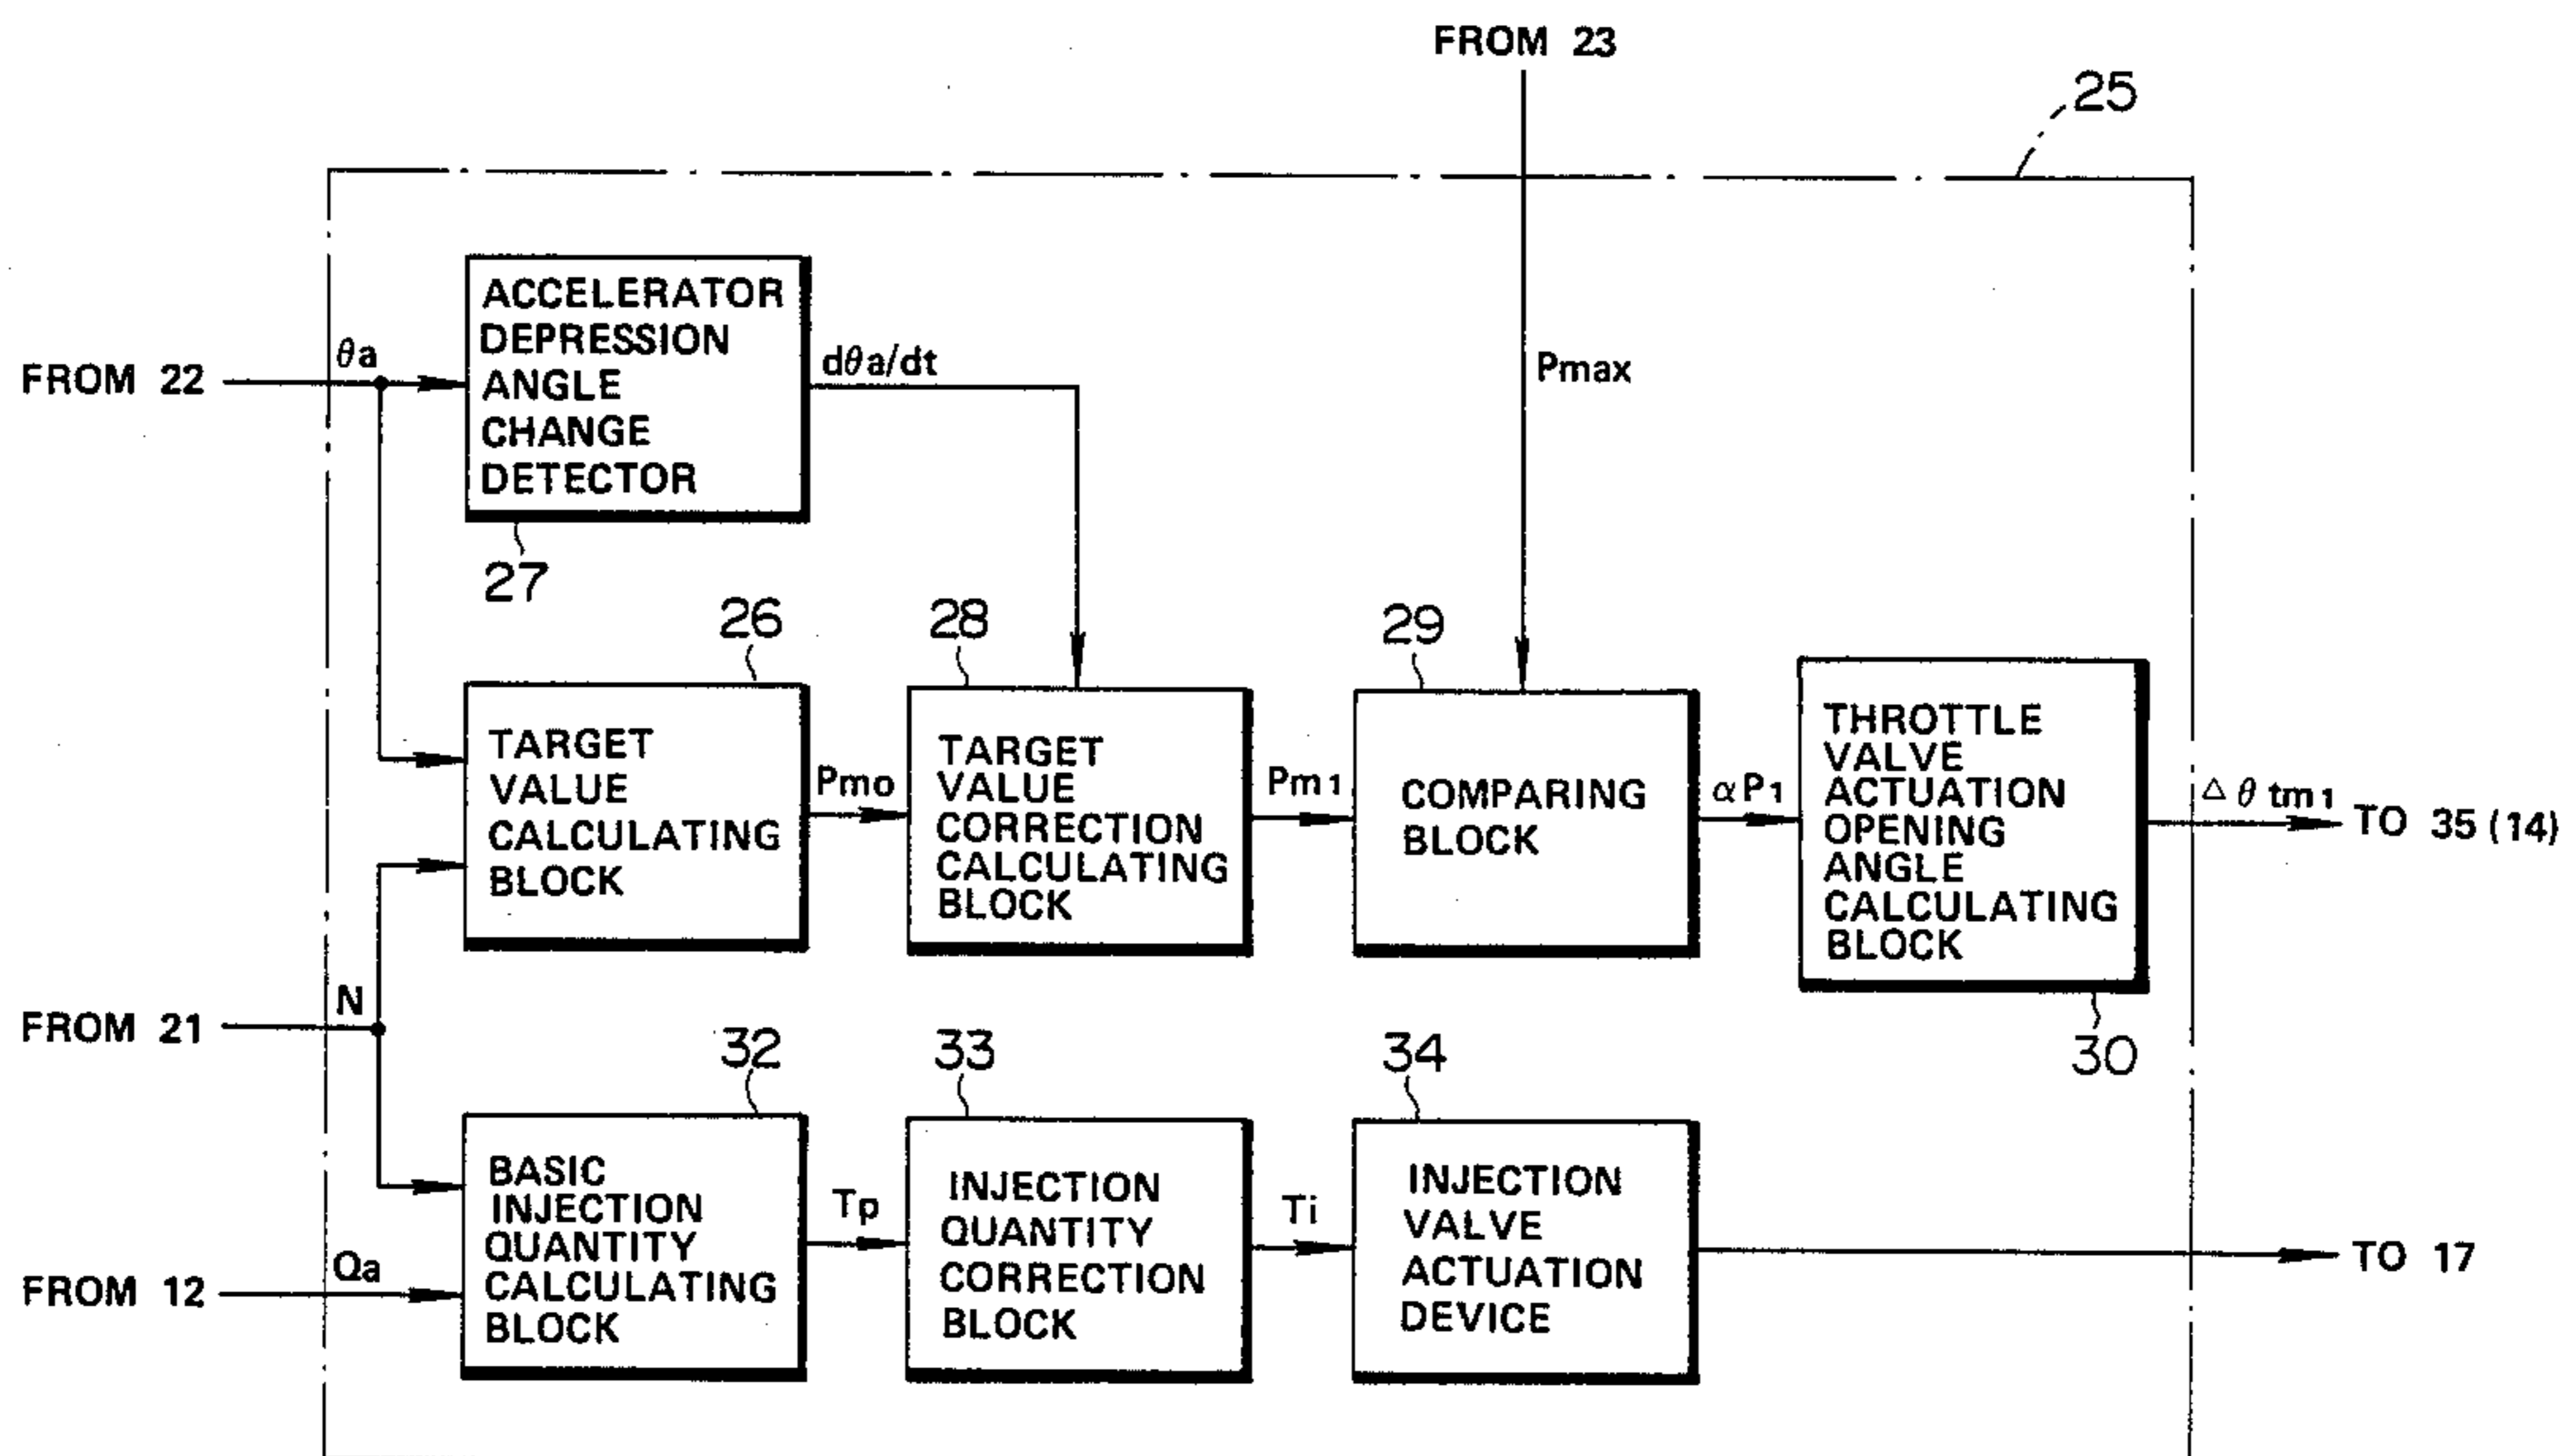 FROM 23
25
ACCELERATOR
DEPRESSION
ANGLE
CHANGE
DETECTOR
27
FROM 22
θa
dθa/dt
Pmax
26
28
29
TARGET
VALUE
CALCULATING
BLOCK
Pmo
TARGET
VALUE
CORRECTION
CALCULATING
BLOCK
Pm1
COMPARING
BLOCK
αP1
THROTTLE
VALVE
ACTUATION
OPENING
ANGLE
CALCULATING
BLOCK
30
△θtm1
TO 35 (14)
FROM 21
N
32
33
34
FROM 12
Qa
BASIC
INJECTION
QUANTITY
CALCULATING
BLOCK
Tp
INJECTION
QUANTITY
CORRECTION
BLOCK
Ti
INJECTION
VALVE
ACTUATION
DEVICE
TO 17